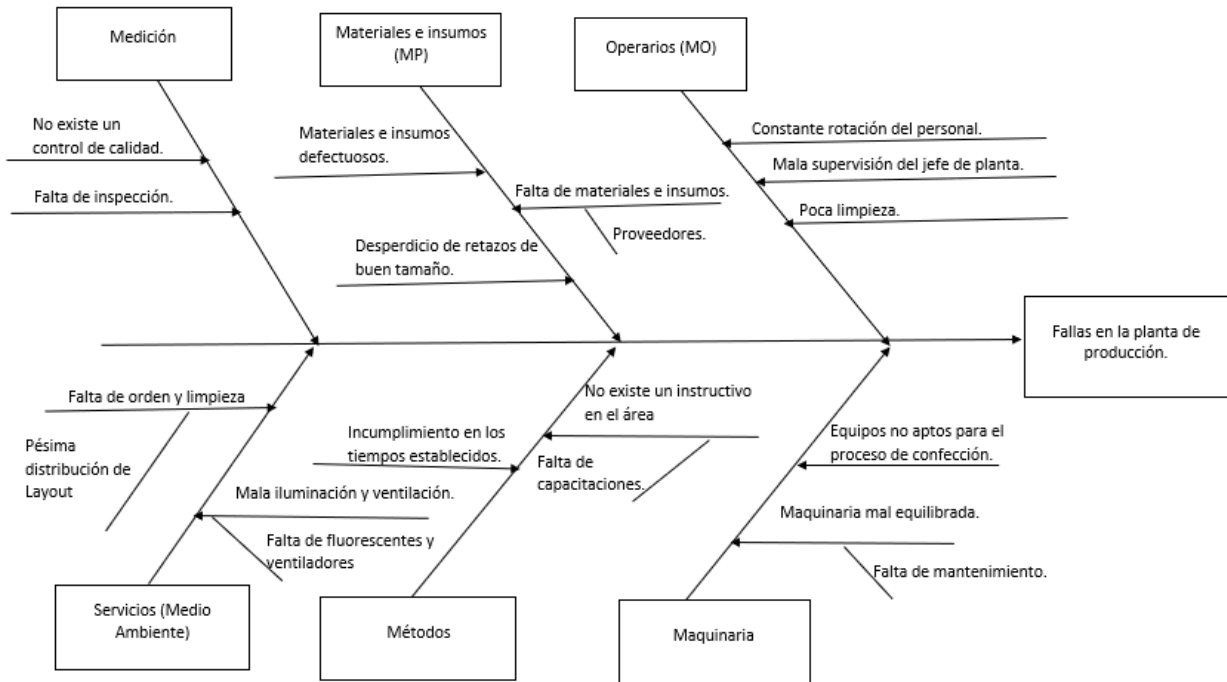 Medición
Materiales e insumos
(MP)
Operarios (MO)
No existe un
control de calidad.
Falta de inspección.
Materiales e insumos
defectuosos.
Falta de materiales e insumos.
Proveedores.
Desperdicio de retazos de
buen tamaño.
Constante rotación del personal.
Mala supervisión del jefe de planta.
Poca limpieza.
Fallas en la planta de
producción.
Falta de orden y limpieza
Pésima
distribución de
Layout
Mala iluminación y ventilación.
Falta de fluorescentes y
ventiladores
Incumplimiento en los
tiempos establecidos.
No existe un instructivo
en el área
Falta de
capacitaciones.
Equipos no aptos para el
proceso de confección.
Maquinaria mal equilibrada.
Falta de mantenimiento.
Servicios (Medio
Ambiente)
Métodos
Maquinaria